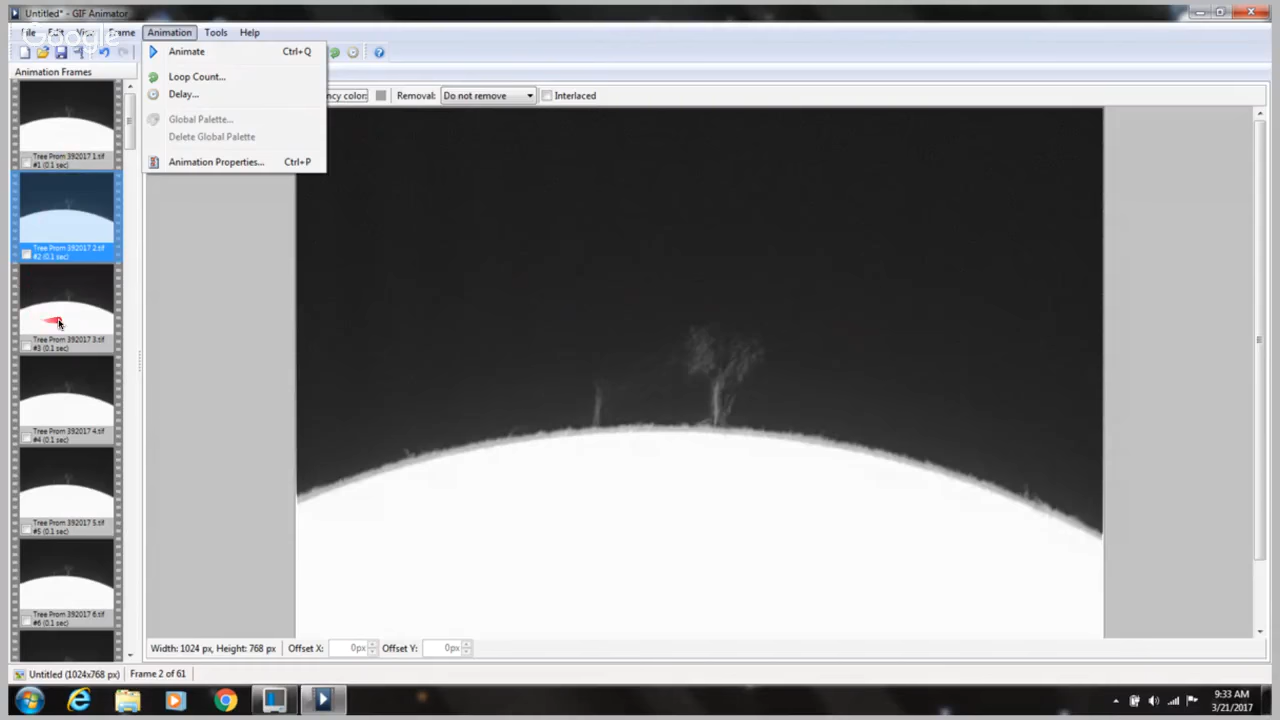 Untitled* - GIF Animator
File Edit View Frame Animation Tools Help
Google
Animation Frames
Animate Ctrl+Q
Loop Count...
Delay...
Global Palette...
Delete Global Palette
Animation Properties... Ctrl+P
ncy color: Removal: Do not remove Interlaced
Tree Prom 392017 1.tif
#1 (0.1 sec)
Tree Prom 392017 2.tif
#2 (0.1 sec)
Tree Prom 392017 3.tif
#3 (0.1 sec)
Tree Prom 392017 4.tif
#4 (0.1 sec)
Tree Prom 392017 5.tif
#5 (0.1 sec)
Tree Prom 392017 6.tif
#6 (0.1 sec)
Width: 1024 px, Height: 768 px Offset X: 0px Offset Y: 0px
Untitled (1024x768 px) Frame 2 of 61
9:33 AM
3/21/2017